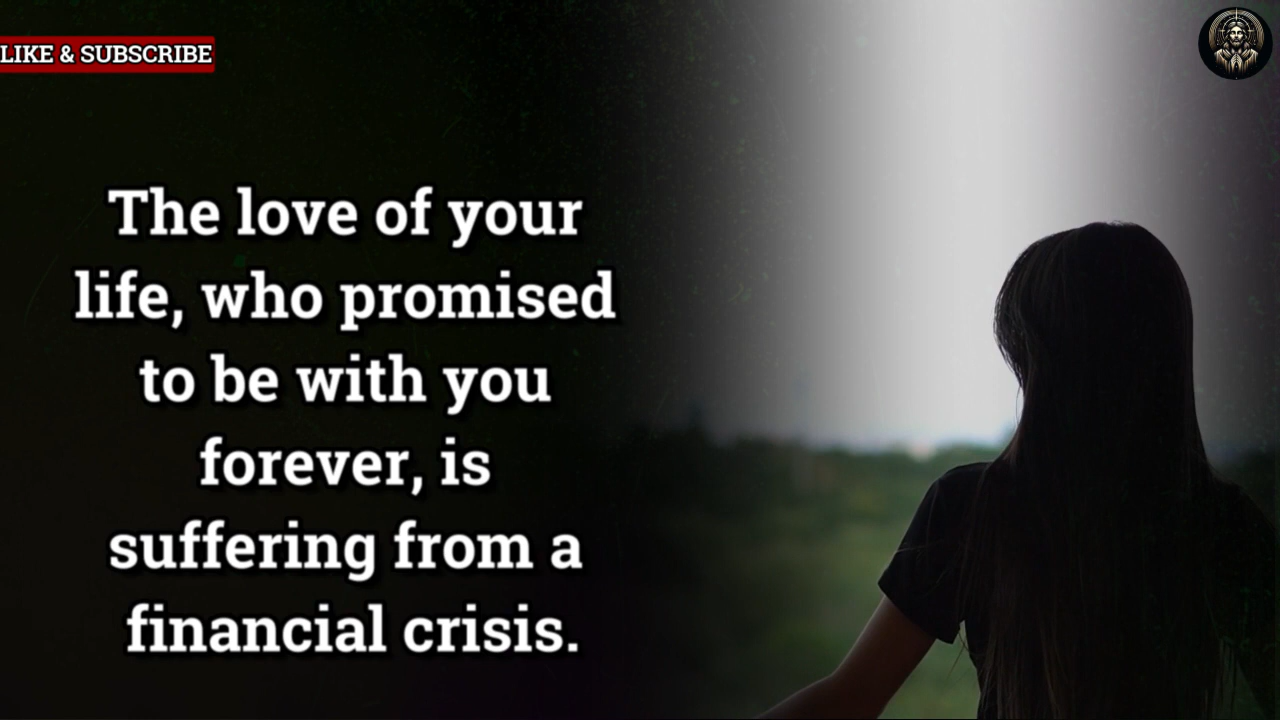 LIKE & SUBSCRIBE
The love of your
life, who promised
to be with you
forever, is
suffering from a
financial crisis.